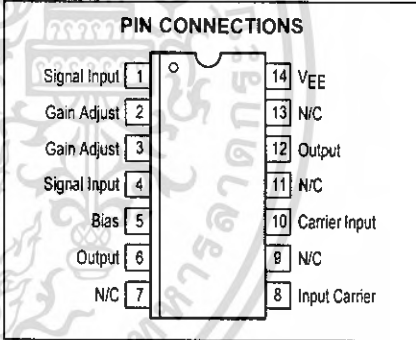 PIN CONNECTIONS
Signal Input 1
Gain Adjust 2
Gain Adjust 3
Signal Input 4
Bias 5
Output 6
N/C 7
14 VEE
13 N/C
12 Output
11 N/C
10 Carrier Input
9 N/C
8 Input Carrier